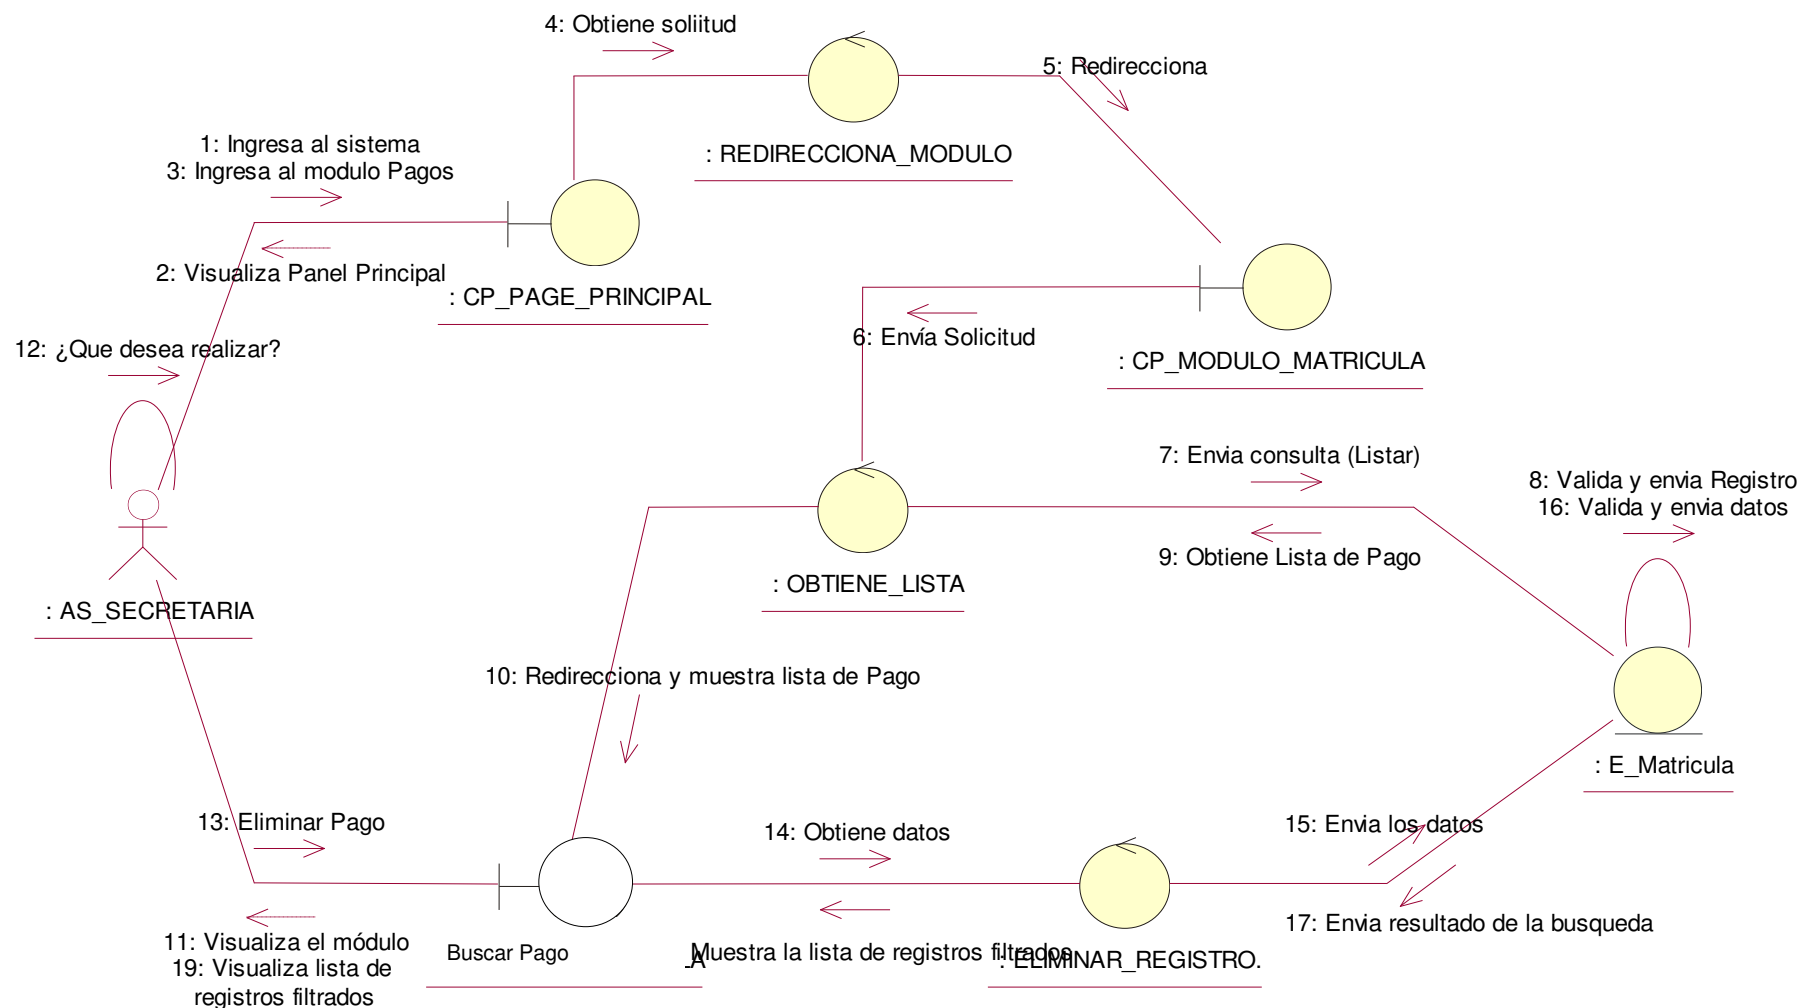 4: Obtiene soliitud
5: Redirecciona
1: Ingresa al sistema
3: Ingresa al modulo Pagos
: REDIRECCIONA_MODULO
2: Visualiza Panel Principal
: CP_PAGE_PRINCIPAL
12: ¿Que desea realizar?
6: Envía Solicitud
: CP_MODULO_MATRICULA
7: Envia consulta (Listar)
8: Valida y envia Registro
16: Valida y envia datos
9: Obtiene Lista de Pago
: OBTIENE_LISTA
: AS_SECRETARIA
10: Redirecciona y muestra lista de Pago
: E_Matricula
13: Eliminar Pago
14: Obtiene datos
15: Envia los datos
17: Envia resultado de la busqueda
11: Visualiza el módulo
19: Visualiza lista de
registros filtrados
Buscar Pago
Muestra la lista de registros filtrados
: ELIMINAR_REGISTRO.